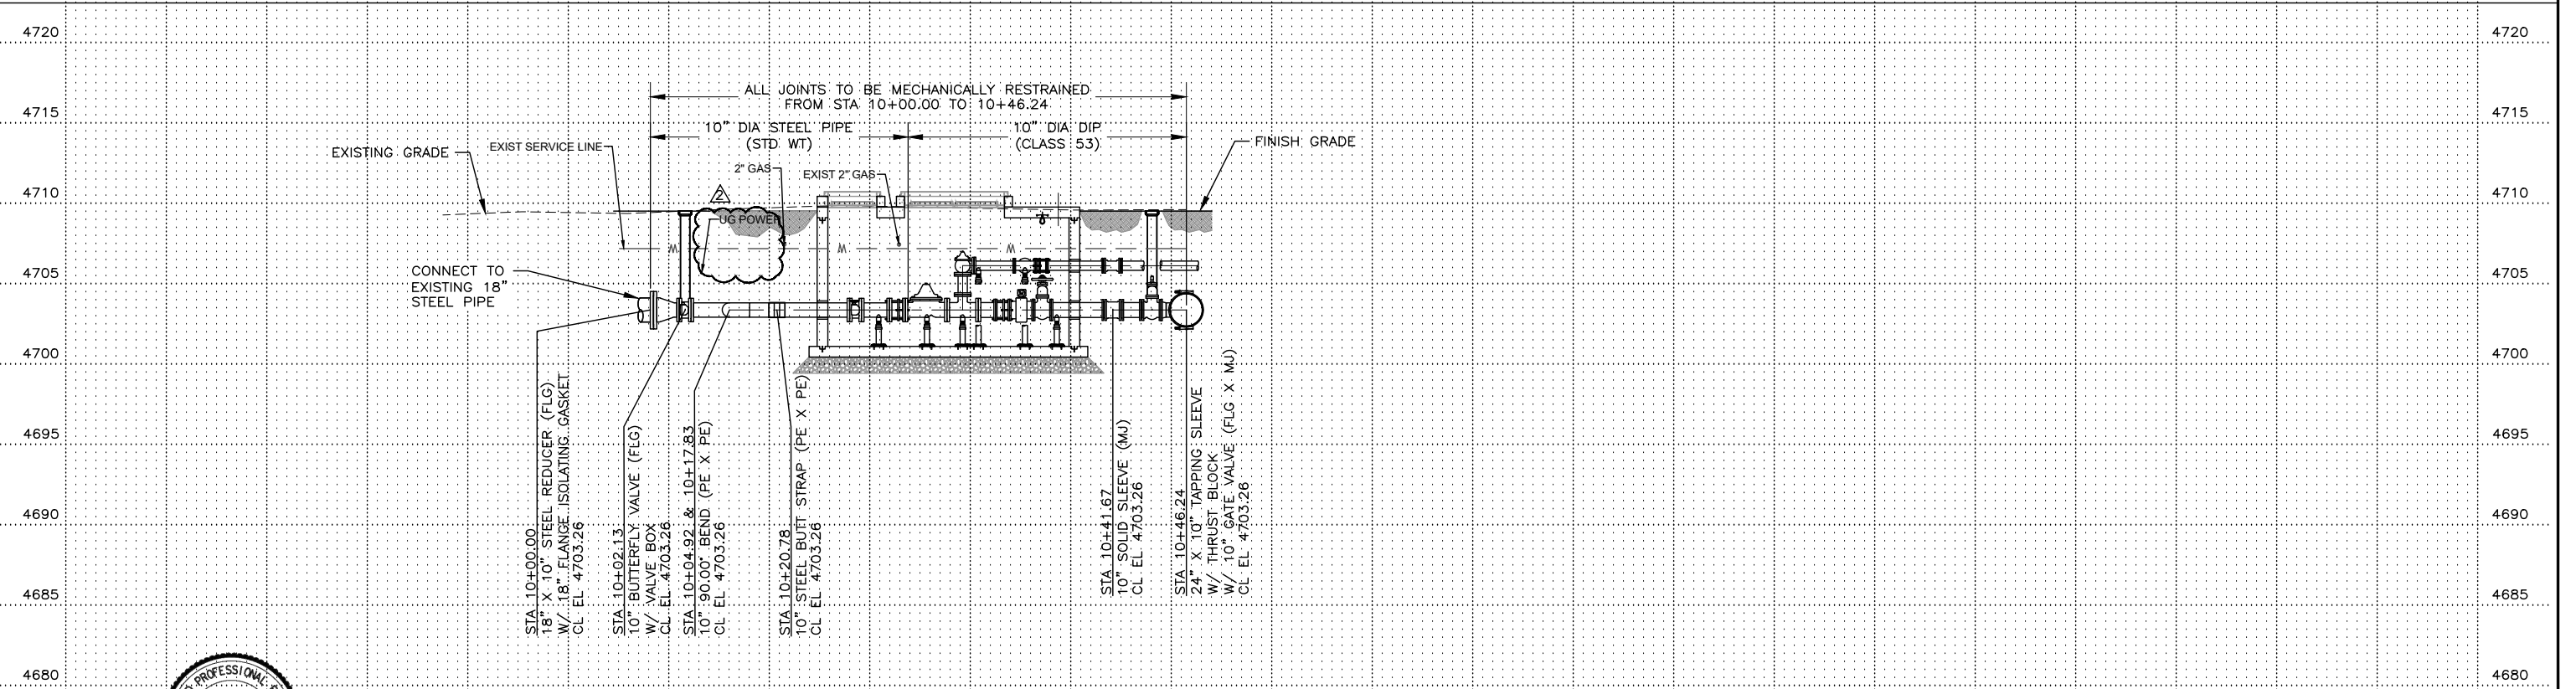 4720
4720
ALL JOINTS TO BE MECHANICALLY RESTRAINED
FROM STA 10+00.00 TO 10+46.24
4715
4715
10" DIA STEEL PIPE
(STD WT)
10" DIA DIP
(CLASS 53)
EXISTING GRADE
EXIST SERVICE LINE
FINISH GRADE
2" GAS
EXIST 2" GAS
2
4710
4710
UG POWER
W
W
W
CONNECT TO
EXISTING 18"
STEEL PIPE
4705
4705
4700
4700
4695
4695
4690
4690
4685
4685
4680
4680
STA 10+00.00
18" X 10" STEEL REDUCER (FLG)
W/ 18" FLANGE ISOLATING GASKET
CL EL 4703.26
STA 10+02.13
10" BUTTERFLY VALVE (FLG)
W/ VALVE BOX
CL EL 4703.26
STA 10+04.92 & 10+17.83
10" 90.00° BEND (PE X PE)
CL EL 4703.26
STA 10+20.78
10" STEEL BUTT STRAP (PE X PE)
CL EL 4703.26
STA 10+41.67
10" SOLID SLEEVE (MJ)
CL EL 4703.26
STA 10+46.24
24" X 10" TAPPING SLEEVE
W/ THRUST BLOCK
W/ 10" GATE VALVE (FLG X MJ)
CL EL 4703.26
PROFESSIONAL